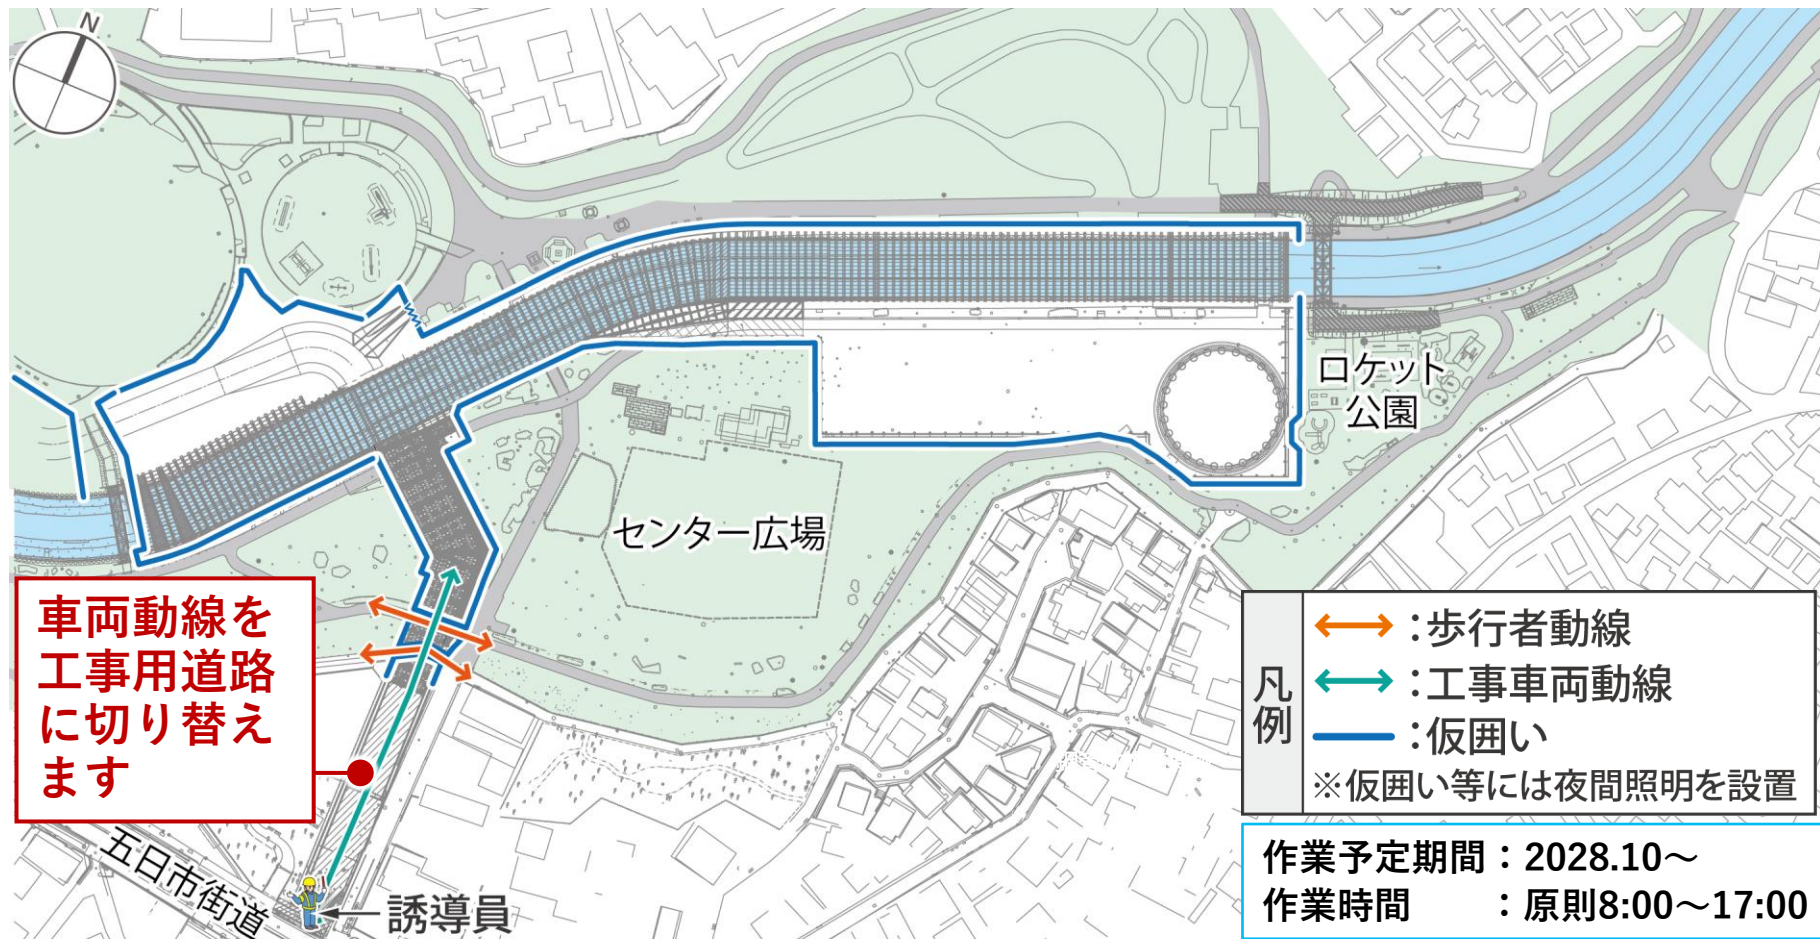 N
ロケット
公園
センター広場
車両動線を
工事用道路
に切り替え
ます
五日市街道
誘導員
凡例
：歩行者動線
：工事車両動線
：仮囲い
※仮囲い等には夜間照明を設置
作業予定期間：2028.10～
作業時間　　：原則8:00～17:00